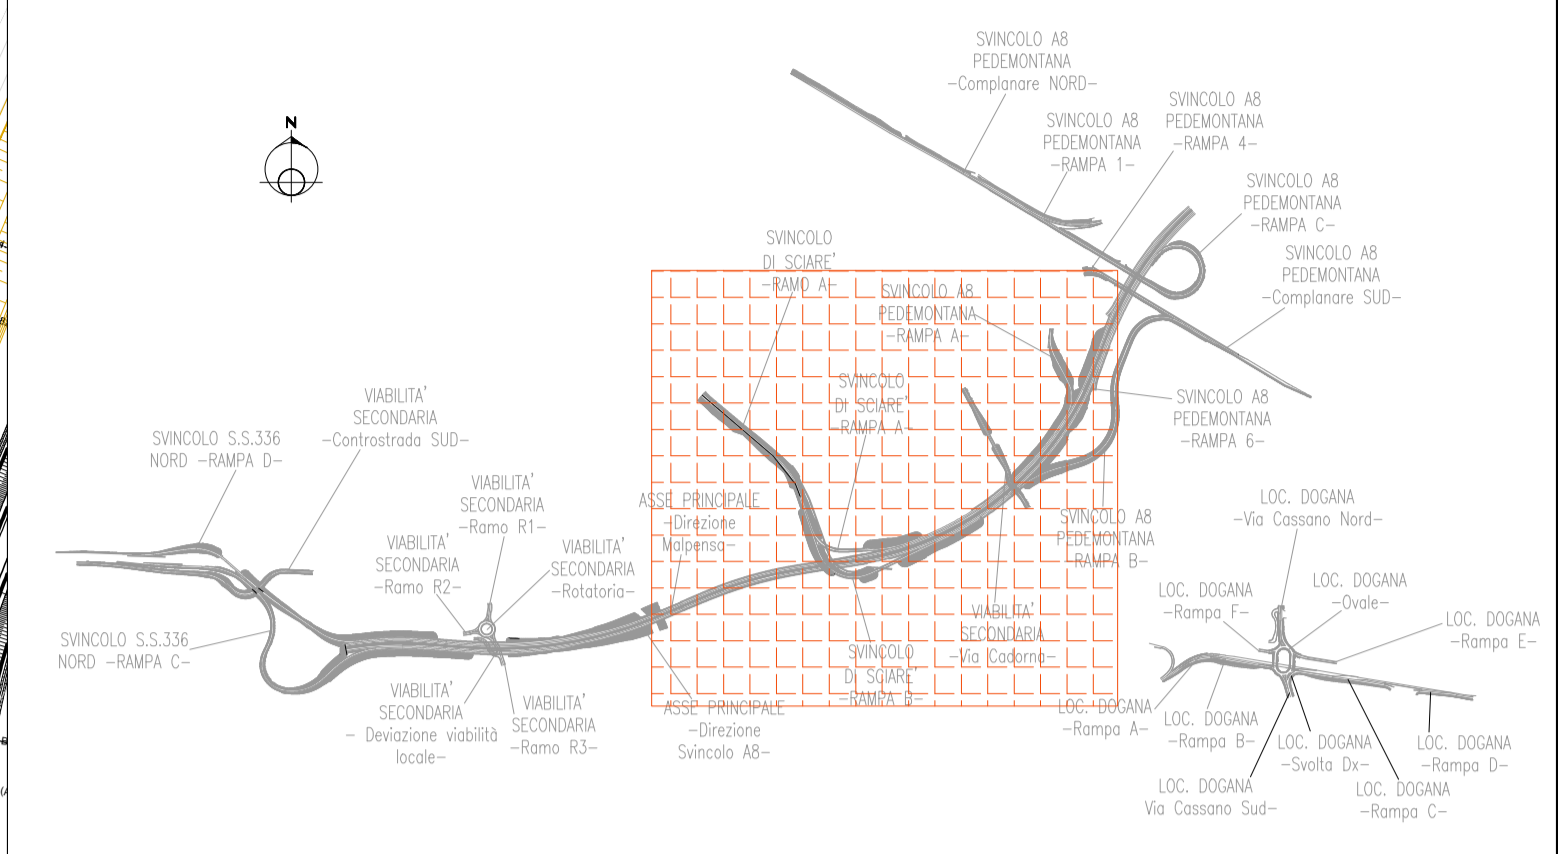 SVINCOLO A8
PEDEMONTANA
-Complanare NORD-
SVINCOLO A8
PEDEMONTANA
-RAMPA 4-
SVINCOLO A8
PEDEMONTANA
-RAMPA 1-
N
SVINCOLO A8
PEDEMONTANA
-RAMPA C-
SVINCOLO
DI SCIARE'
-RAMO A-
SVINCOLO A8
PEDEMONTANA
-Complanare SUD-
SVINCOLO A8
PEDEMONTANA
-RAMPA A-
SVINCOLO
DI SCIARE'
-RAMPA A-
SVINCOLO A8
PEDEMONTANA
-RAMPA 6-
VIABILITA'
SECONDARIA
-Controstrada SUD-
SVINCOLO S.S.336
NORD -RAMPA D-
VIABILITA'
SECONDARIA
-Ramo R1-
ASSE PRINCIPALE
-Direzione
Malpensa-
LOC. DOGANA
-Via Cassano Nord-
SVINCOLO A8
PEDEMONTANA
-RAMPA B-
VIABILITA'
SECONDARIA
-Ramo R2-
VIABILITA'
SECONDARIA
-Rotatoria-
LOC. DOGANA
-Rampa F-
LOC. DOGANA
-Ovale-
LOC. DOGANA
-Rampa E-
VIABILITA'
SECONDARIA
-Via Cadorna-
SVINCOLO S.S.336
NORD -RAMPA C-
SVINCOLO
DI SCIARE'
-RAMPA B-
VIABILITA'
SECONDARIA
- Deviazione viabilità
locale-
VIABILITA'
SECONDARIA
-Ramo R3-
ASSE PRINCIPALE
-Direzione
Svincolo A8-
LOC. DOGANA
-Rampa A-
LOC. DOGANA
-Rampa B-
LOC. DOGANA
-Svolta Dx-
LOC. DOGANA
-Rampa D-
LOC. DOGANA
Via Cassano Sud-
LOC. DOGANA
-Rampa C-